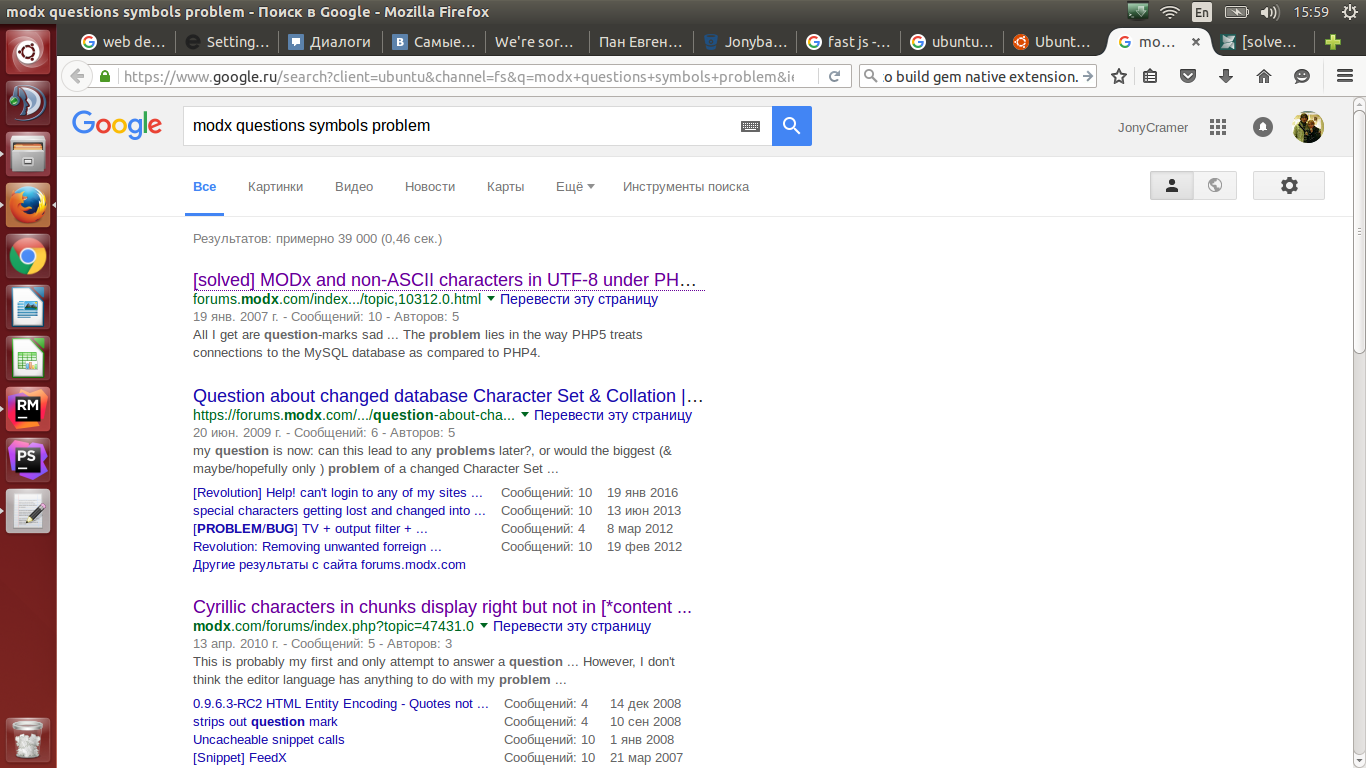 modx questions symbols problem - Поиск в Google - Mozilla Firefox
En
15:59
web de...
Setting...
Диалоги
Самые...
We're sor...
Пан Евген...
Jonyba...
fast js -...
ubuntu...
Ubunt...
mo...
[solve...
https://www.google.ru/search?client=ubuntu&channel=fs&q=modx+questions+symbols+problem&ie
o build gem native extension.
Google
modx questions symbols problem
JonyCramer
Все
Картинки
Видео
Новости
Карты
Ещё
Инструменты поиска
Результатов: примерно 39 000 (0,46 сек.)
[solved] MODx and non-ASCII characters in UTF-8 under PH...
forums.modx.com/index.../topic,10312.0.html Перевести эту страницу
19 янв. 2007 г. - Сообщений: 10 - Авторов: 5
All I get are question-marks sad ... The problem lies in the way PHP5 treats
connections to the MySQL database as compared to PHP4.
Question about changed database Character Set & Collation |...
https://forums.modx.com/.../question-about-cha... Перевести эту страницу
20 июн. 2009 г. - Сообщений: 6 - Авторов: 5
my question is now: can this lead to any problems later?, or would the biggest (&
maybe/hopefully only ) problem of a changed Character Set ...
[Revolution] Help! can't login to any of my sites ... Сообщений: 10 19 янв 2016
special characters getting lost and changed into ... Сообщений: 10 13 июн 2013
[PROBLEM/BUG] TV + output filter + ... Сообщений: 4 8 мар 2012
Revolution: Removing unwanted forreign ... Сообщений: 10 19 фев 2012
Другие результаты с сайта forums.modx.com
Cyrillic characters in chunks display right but not in [*content ...
modx.com/forums/index.php?topic=47431.0 Перевести эту страницу
13 апр. 2010 г. - Сообщений: 5 - Авторов: 3
This is probably my first and only attempt to answer a question ... However, I don't
think the editor language has anything to do with my problem ...
0.9.6.3-RC2 HTML Entity Encoding - Quotes not ... Сообщений: 4 14 дек 2008
strips out question mark Сообщений: 4 10 сен 2008
Uncacheable snippet calls Сообщений: 10 1 янв 2008
[Snippet] FeedX Сообщений: 10 21 мар 2007
RM
PS